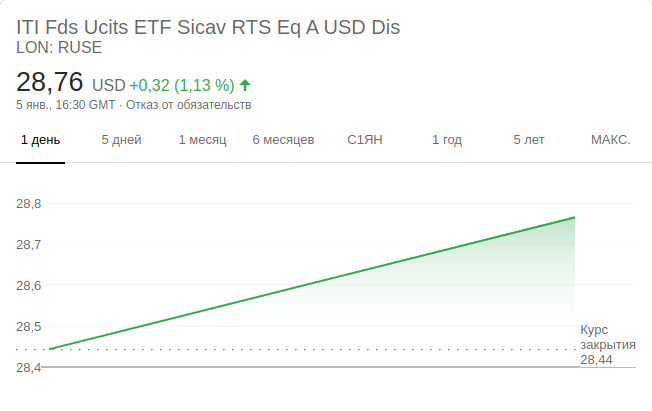 ITI Fds Ucits ETF Sicav RTS Eq A USD Dis
LON: RUSE
28,76 USD +0,32 (1,13 %)
5 янв., 16:30 GMT · Отказ от обязательств
1 день 5 дней 1 месяц 6 месяцев С1ЯН 1 год 5 лет МАКС.
28,8
28,7
28,6
28,5
28,4
Курс
закрытия
28,44